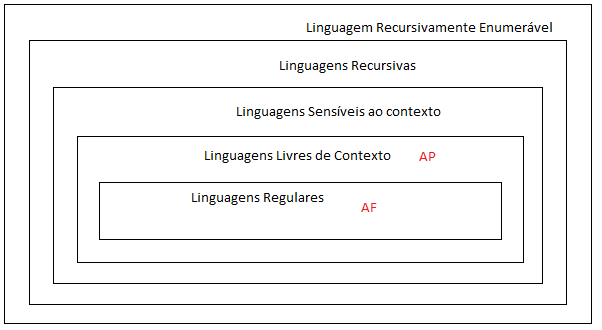 Linguagem Recursivamente Enumerável
Linguagens Recursivas
Linguagens Sensíveis ao contexto
Linguagens Livres de Contexto AP
Linguagens Regulares
AF